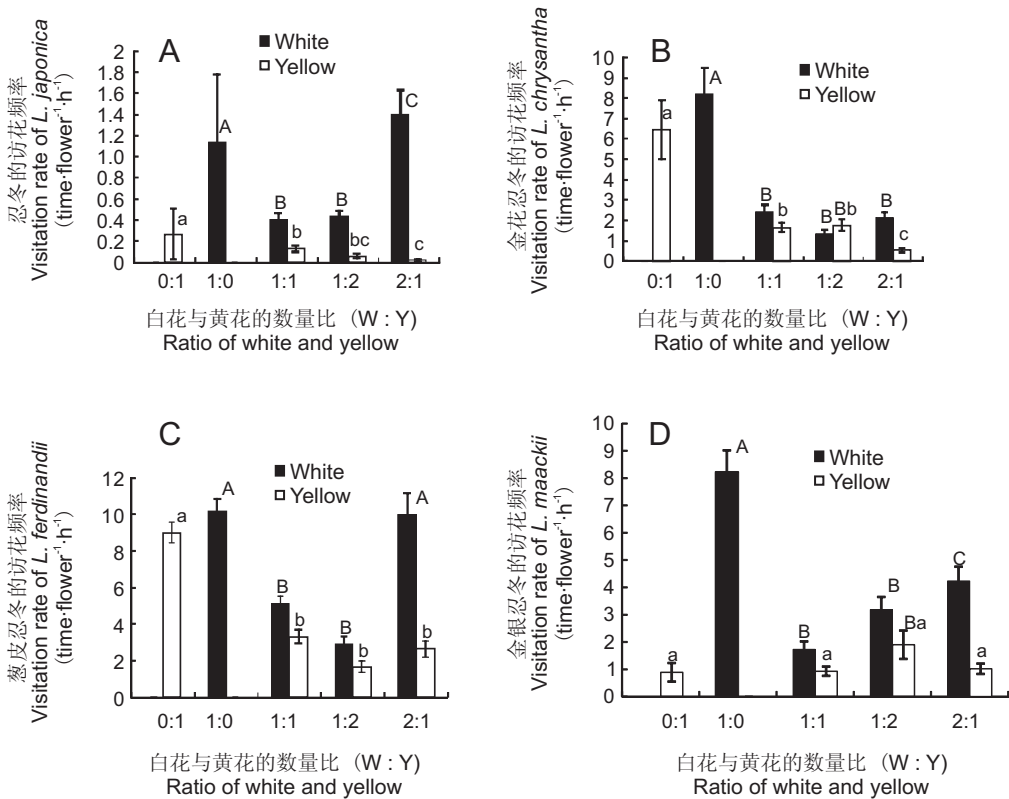 A
White
Yellow
忍冬的访花频率
Visitation rate of L. japonica
(time·flower⁻¹·h⁻¹)
2
1.8
1.6
1.4
1.2
1
0.8
0.6
0.4
0.2
0
a
A
B
b
B
bc
C
c
0:1 1:0 1:1 1:2 2:1
白花与黄花的数量比（W : Y）
Ratio of white and yellow
B
White
Yellow
金花忍冬的访花频率
Visitation rate of L. chrysantha
(time·flower⁻¹·h⁻¹)
10
9
8
7
6
5
4
3
2
1
0
a
A
B
b
B
Bb
B
c
0:1 1:0 1:1 1:2 2:1
白花与黄花的数量比（W : Y）
Ratio of white and yellow
C
White
Yellow
葱皮忍冬的访花频率
Visitation rate of L. ferdinandii
(time·flower⁻¹·h⁻¹)
12
10
8
6
4
2
0
a
A
B
b
B
b
A
b
0:1 1:0 1:1 1:2 2:1
白花与黄花的数量比（W : Y）
Ratio of white and yellow
D
White
Yellow
金银忍冬的访花频率
Visitation rate of L. maackii
(time·flower⁻¹·h⁻¹)
10
9
8
7
6
5
4
3
2
1
0
a
A
B
a
B
Ba
C
a
0:1 1:0 1:1 1:2 2:1
白花与黄花的数量比（W : Y）
Ratio of white and yellow